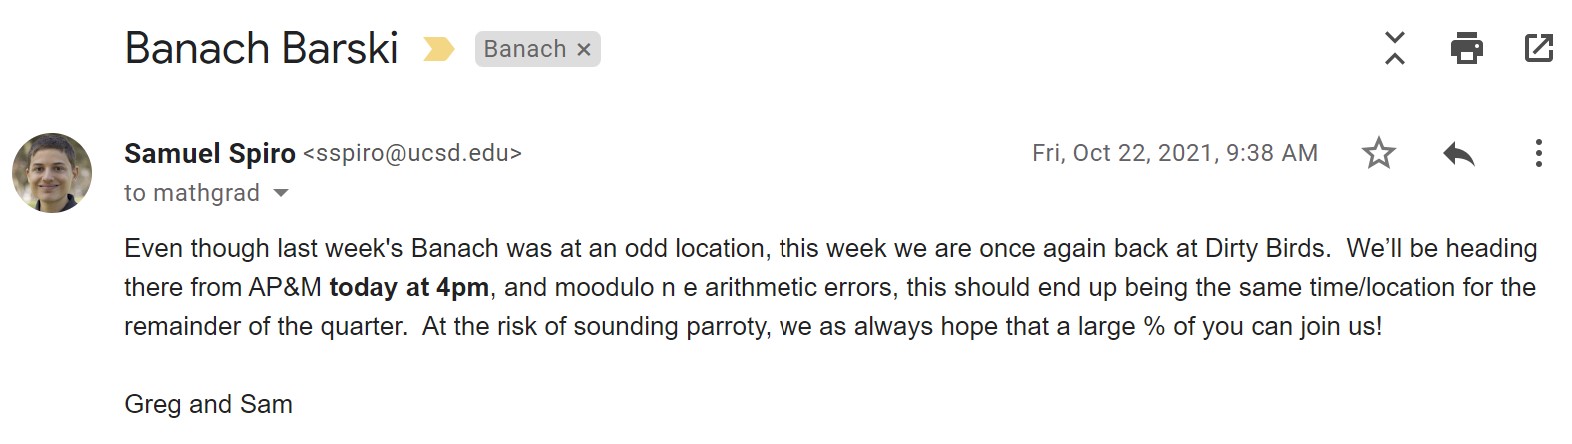 Banach Barski
Banach ×
Samuel Spiro <sspiro@ucsd.edu>
Fri, Oct 22, 2021, 9:38 AM
to mathgrad
Even though last week's Banach was at an odd location, this week we are once again back at Dirty Birds.  We’ll be heading
there from AP&M today at 4pm, and moodulo n e arithmetic errors, this should end up being the same time/location for the
remainder of the quarter.  At the risk of sounding parroty, we as always hope that a large % of you can join us!
Greg and Sam